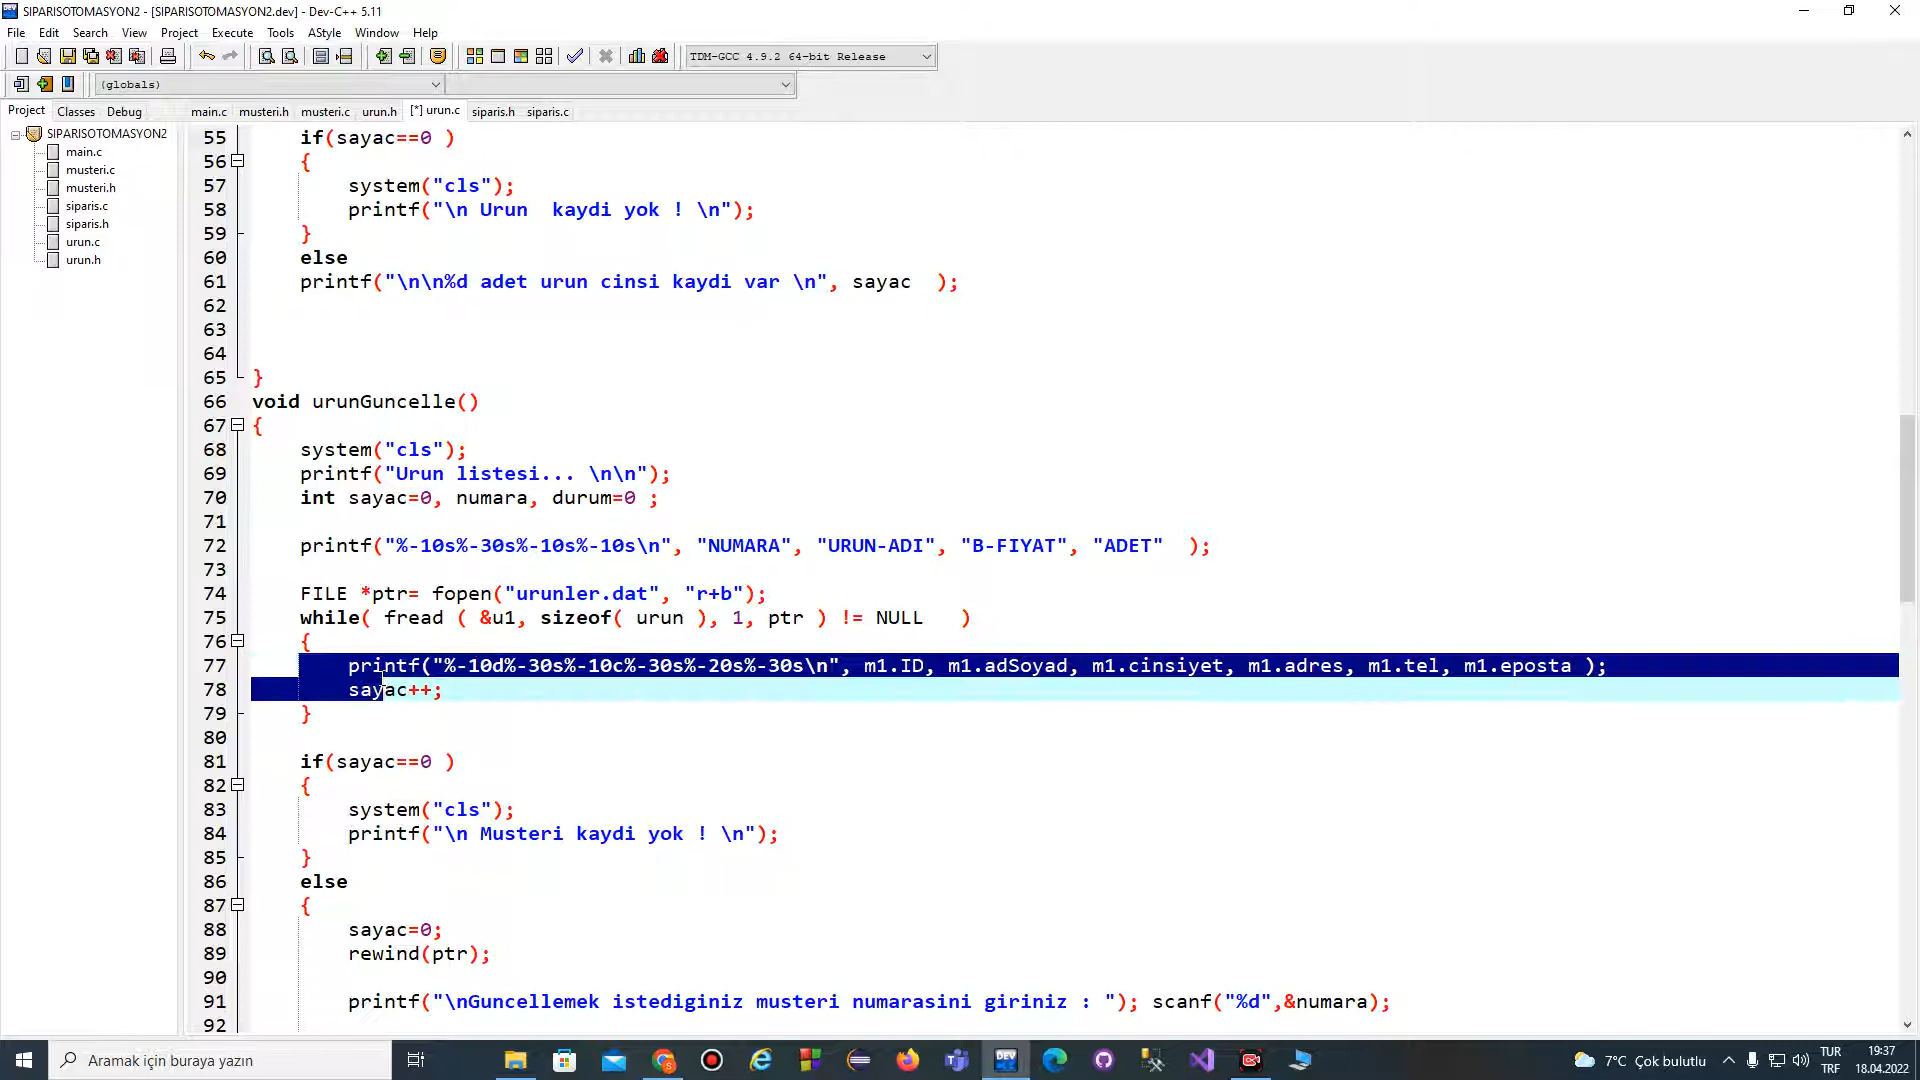 SIPARISOTOMASYON2 - [SIPARISOTOMASYON2.dev] - Dev-C++ 5.11
File Edit Search View Project Execute Tools AStyle Window Help
TDM-GCC 4.9.2 64-bit Release
(globals)
Project Classes Debug main.c musteri.h musteri.c urun.h [*] urun.c siparis.h siparis.c
SIPARISOTOMASYON2
main.c
musteri.c
musteri.h
siparis.c
siparis.h
urun.c
urun.h
55 if(sayac==0 )
56 {
57 system("cls");
58 printf("\n Urun  kaydi yok ! \n");
59 }
60 else
61 printf("\n\n%d adet urun cinsi kaydi var \n", sayac  );
62
63
64
65 }
66 void urunGuncelle()
67 {
68 system("cls");
69 printf("Urun listesi... \n\n");
70 int sayac=0, numara, durum=0 ;
71
72 printf("%-10s%-30s%-10s%-10s\n", "NUMARA", "URUN-ADI", "B-FIYAT", "ADET"  );
73
74 FILE *ptr= fopen("urunler.dat", "r+b");
75 while( fread ( &u1, sizeof( urun ), 1, ptr ) != NULL   )
76 {
77 printf("%-10d%-30s%-10c%-30s%-20s%-30s\n", m1.ID, m1.adSoyad, m1.cinsiyet, m1.adres, m1.tel, m1.eposta );
78 sayac++;
79 }
80
81 if(sayac==0 )
82 {
83 system("cls");
84 printf("\n Musteri kaydi yok ! \n");
85 }
86 else
87 {
88 sayac=0;
89 rewind(ptr);
90
91 printf("\nGuncellemek istediginiz musteri numarasini giriniz : "); scanf("%d",&numara);
92
Aramak için buraya yazın
7°C Çok bulutlu
TUR
TRF
19:37
18.04.2022